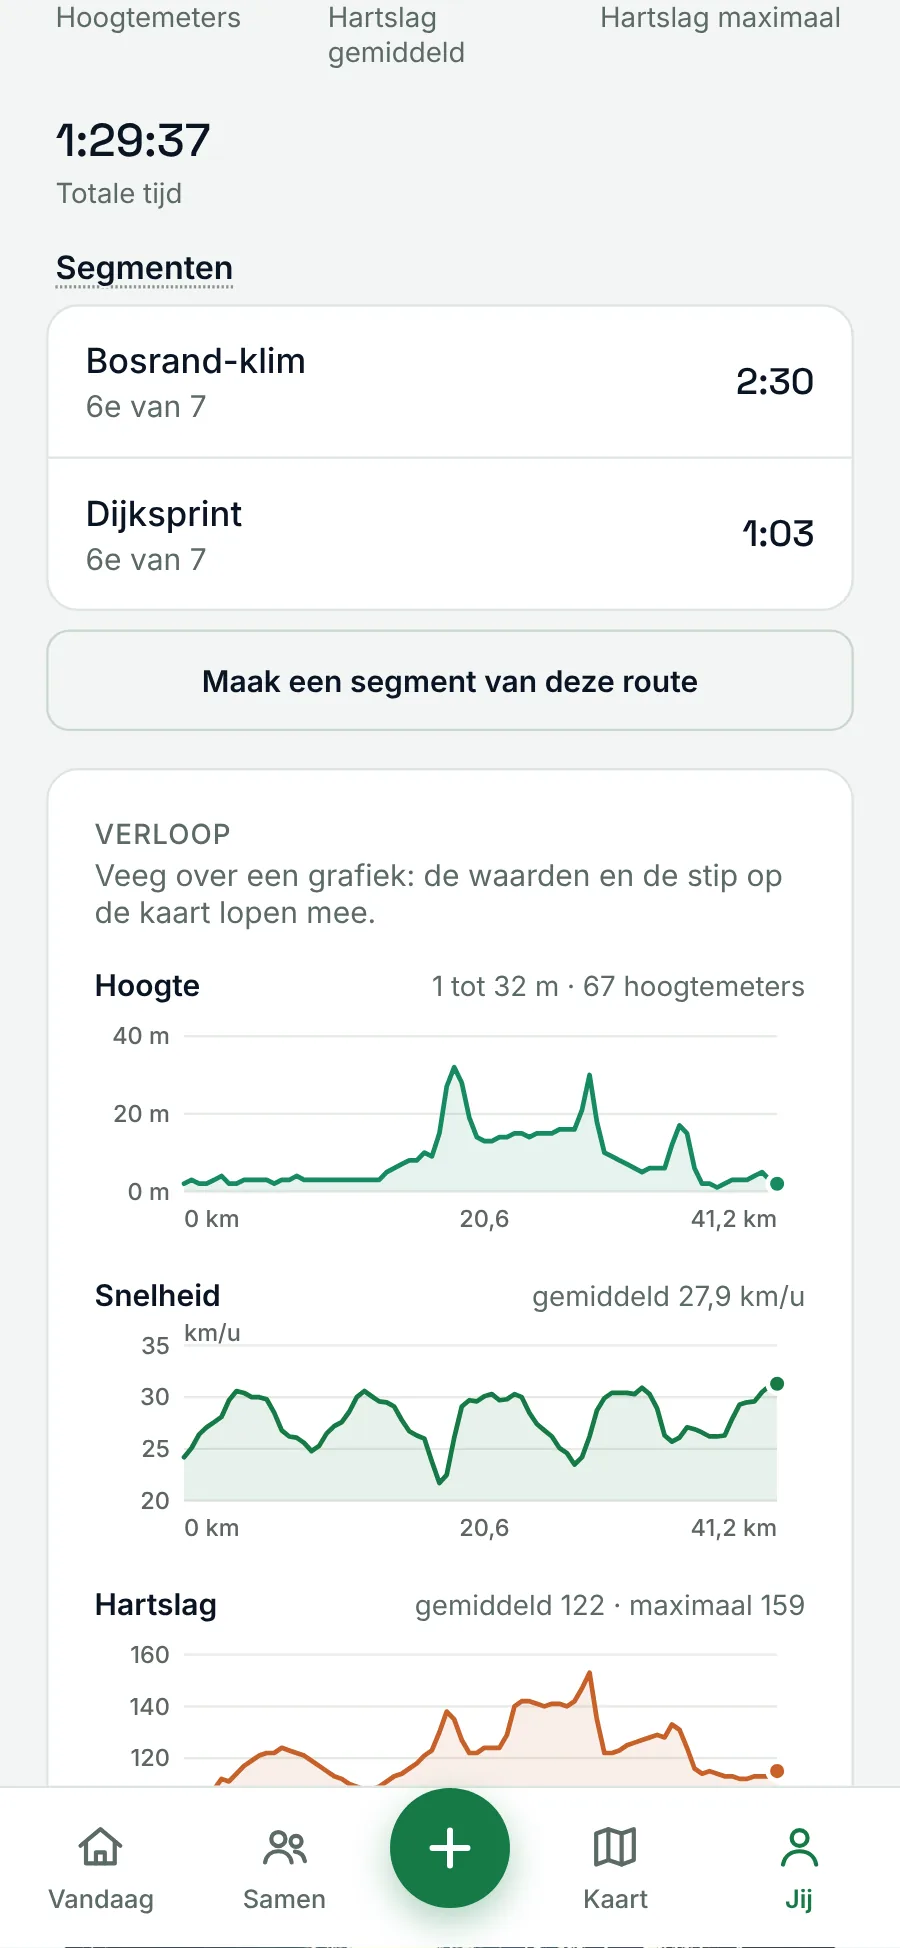 Hoogtemeters
Hartslag gemiddeld
Hartslag maximaal
1:29:37
Totale tijd
Segmenten
Bosrand-klim
6e van 7
2:30
Dijksprint
6e van 7
1:03
Maak een segment van deze route
VERLOOP
Veeg over een grafiek: de waarden en de stip op
de kaart lopen mee.
Hoogte
1 tot 32 m · 67 hoogtemeters
40 m
20 m
0 m
0 km
20,6
41,2 km
Snelheid
gemiddeld 27,9 km/u
km/u
35
30
25
20
0 km
20,6
41,2 km
Hartslag
gemiddeld 122 · maximaal 159
160
140
120
Vandaag
Samen
Kaart
Jij